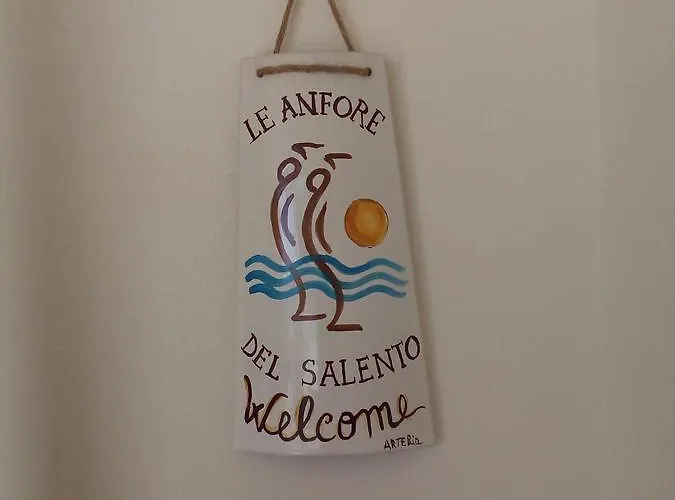 LE ANFORE
DEL SALENTO
Welcome
ARTERia